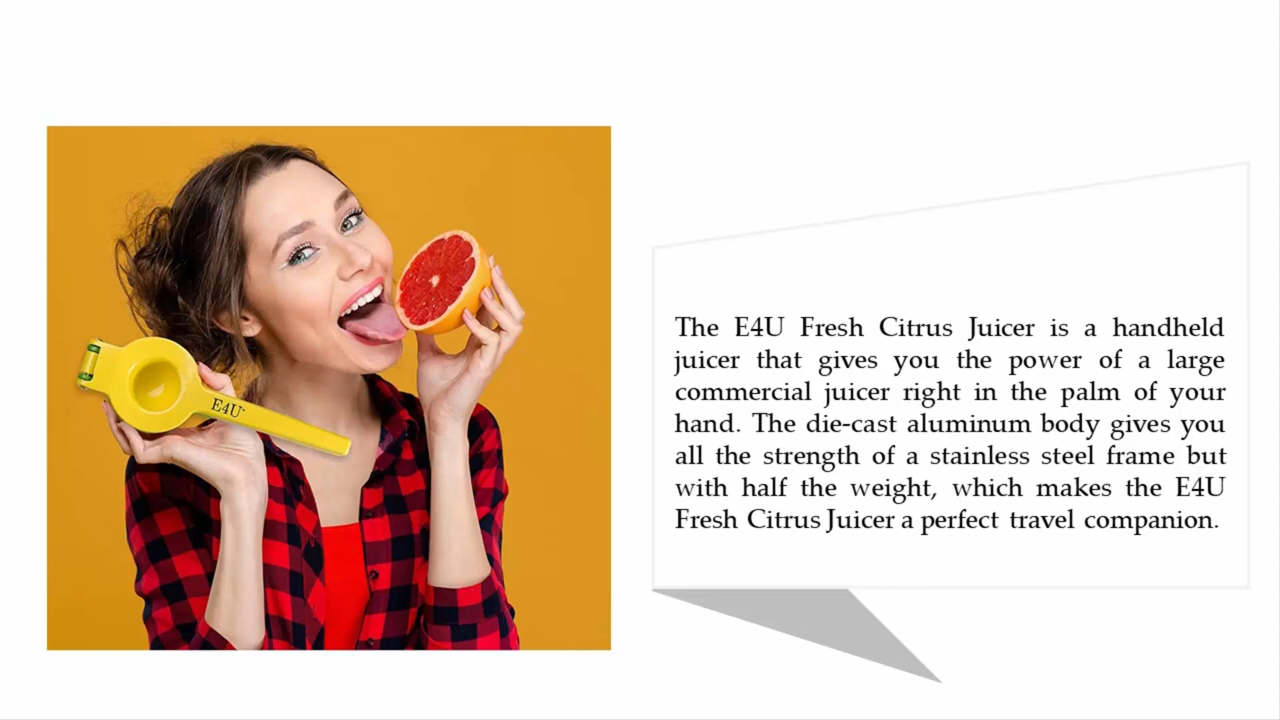 E4U™
The E4U Fresh Citrus Juicer is a handheld
juicer that gives you the power of a large
commercial juicer right in the palm of your
hand. The die-cast aluminum body gives you
all the strength of a stainless steel frame but
with half the weight, which makes the E4U
Fresh Citrus Juicer a perfect travel companion.